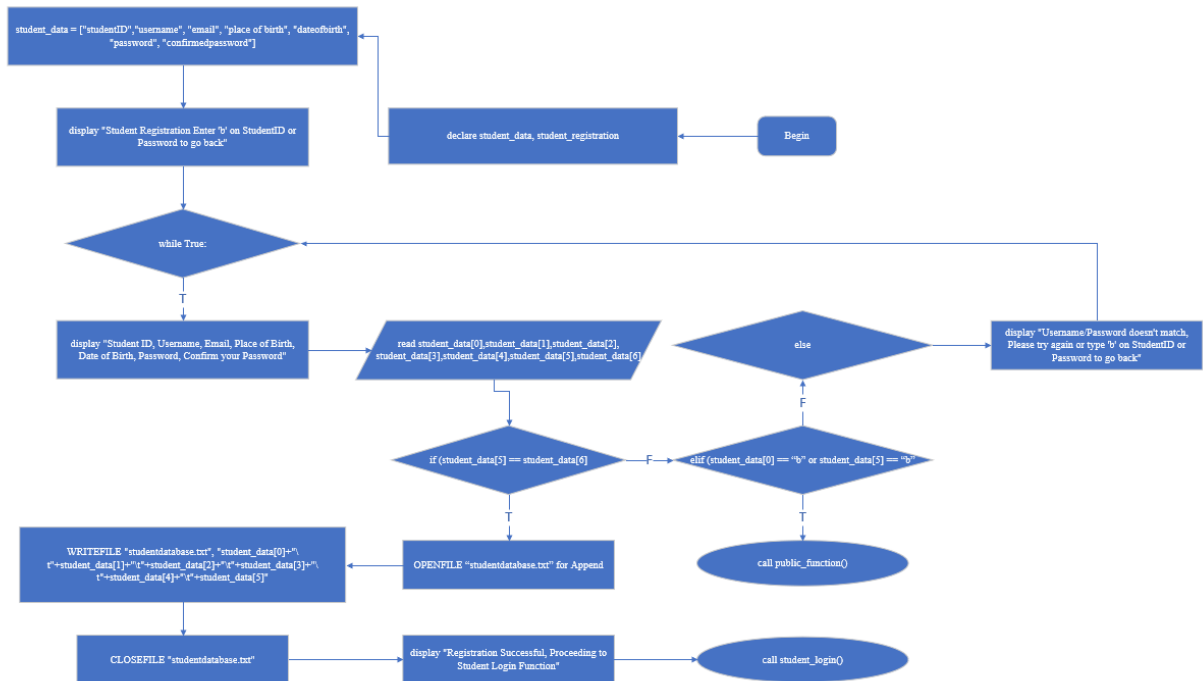 student_data = ["studentID","username", "email", "place of birth", "dateofbirth",
"password", "confirmedpassword"]
declare student_data, student_registration
Begin
display "Student Registration Enter 'b' on StudentID or
Password to go back"
while True:
T
display "Student ID, Username, Email, Place of Birth,
Date of Birth, Password, Confirm your Password"
read student_data[0],student_data[1],student_data[2],
student_data[3],student_data[4],student_data[5],student_data[6]
else
display "Username/Password doesn't match,
Please try again or type 'b' on StudentID or
Password to go back"
F
if (student_data[5] == student_data[6]
F
elif (student_data[0] == “b” or student_data[5] == “b”
T
T
WRITEFILE "studentdatabase.txt", "student_data[0]+"\
t"+student_data[1]+"\t"+student_data[2]+"\t"+student_data[3]+"\
t"+student_data[4]+"\t"+student_data[5]"
OPENFILE “studentdatabase.txt” for Append
call public_function()
CLOSEFILE "studentdatabase.txt"
display "Registration Successful, Proceeding to
Student Login Function"
call student_login()